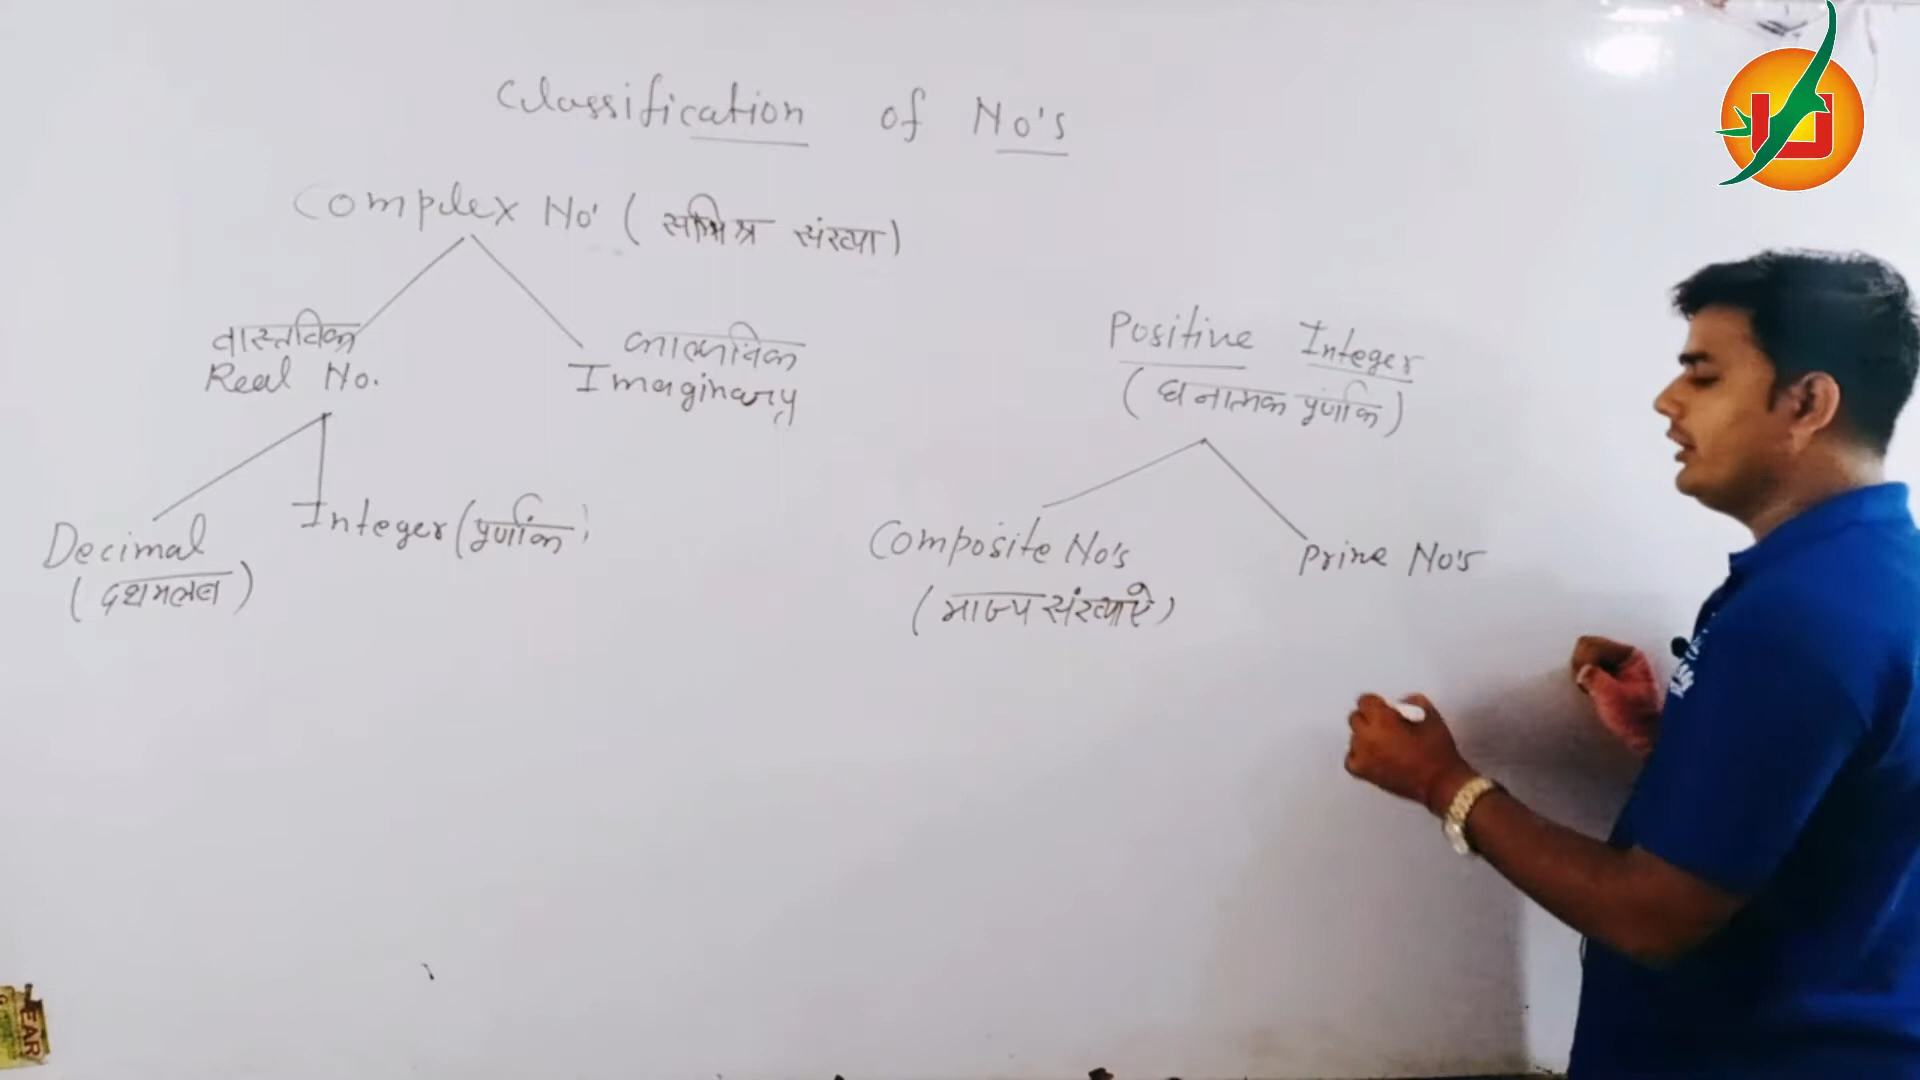 Classification of No's
Complex No' (सम्मिश्र संख्या)
वास्तविक
Real No.
काल्पनिक
Imaginary
Decimal
(दशमलव)
Integer (पूर्णांक)
Positive Integer
(धनात्मक पूर्णांक)
Composite No's
(भाज्य संख्याऐ)
Prime No's
EAR